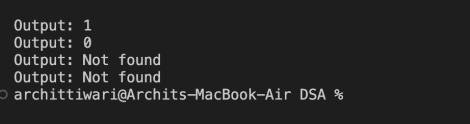 Output: 1
Output: 0
Output: Not found
Output: Not found
archittiwari@Archits-MacBook-Air DSA %